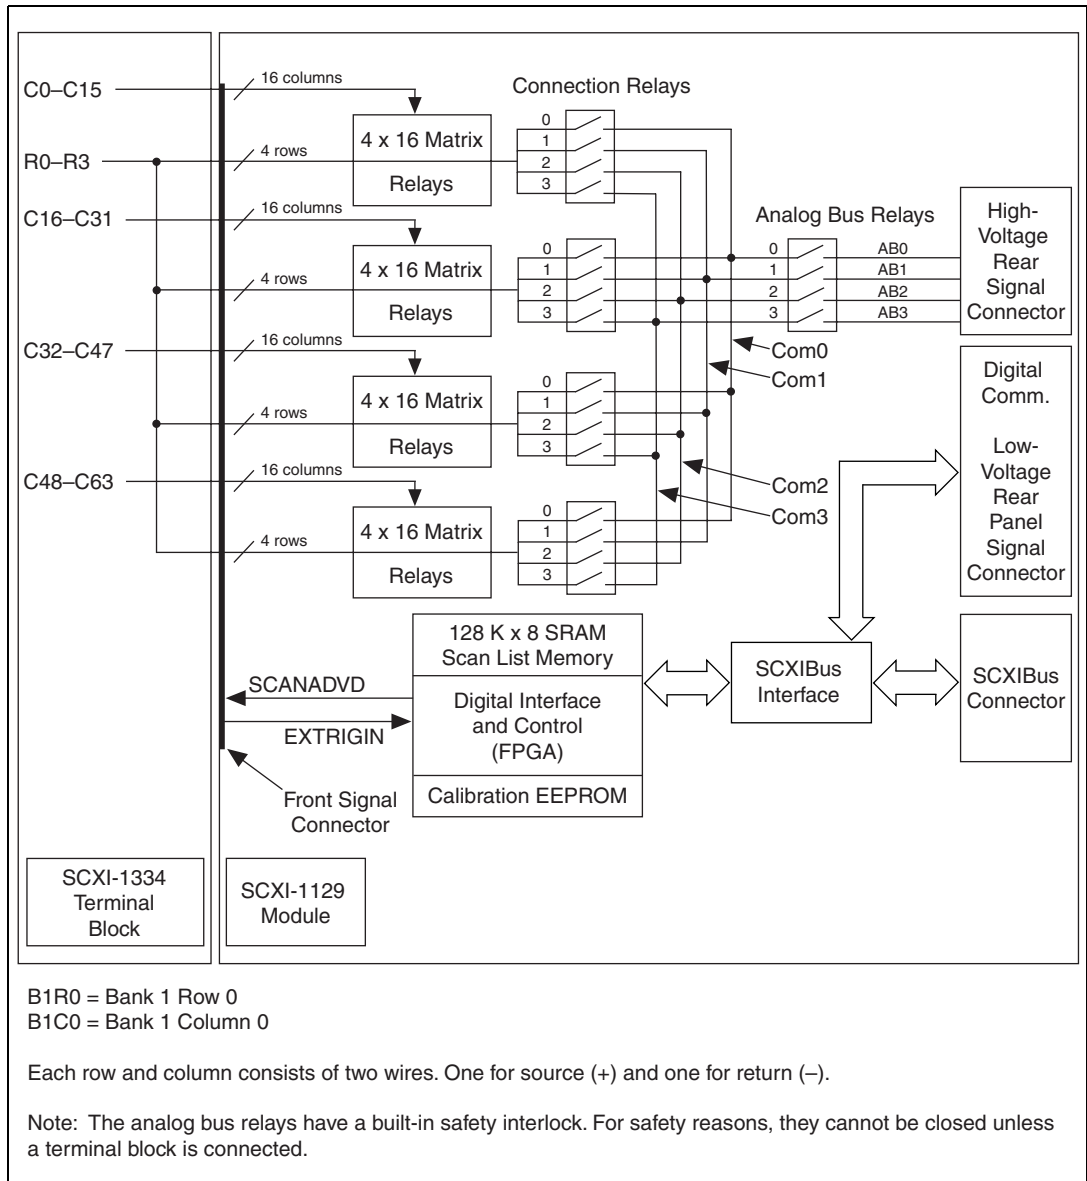 C0–C15
16 columns
Connection Relays
4 x 16 Matrix
Relays
0
1
2
3
R0–R3
4 rows
C16–C31
16 columns
4 x 16 Matrix
Relays
4 rows
0
1
2
3
Analog Bus Relays
0
1
2
3
AB0
AB1
AB2
AB3
High-
Voltage
Rear
Signal
Connector
C32–C47
16 columns
4 x 16 Matrix
Relays
4 rows
0
1
2
3
Com0
Com1
Com2
Com3
Digital
Comm.
Low-
Voltage
Rear
Panel
Signal
Connector
C48–C63
16 columns
4 x 16 Matrix
Relays
4 rows
0
1
2
3
128 K x 8 SRAM
Scan List Memory
Digital Interface
and Control
(FPGA)
Calibration EEPROM
SCANADVD
EXTRIGIN
SCXIBus
Interface
SCXIBus
Connector
Front Signal
Connector
SCXI-1334
Terminal
Block
SCXI-1129
Module
B1R0 = Bank 1 Row 0
B1C0 = Bank 1 Column 0
Each row and column consists of two wires. One for source (+) and one for return (–).
Note: The analog bus relays have a built-in safety interlock. For safety reasons, they cannot be closed unless
a terminal block is connected.